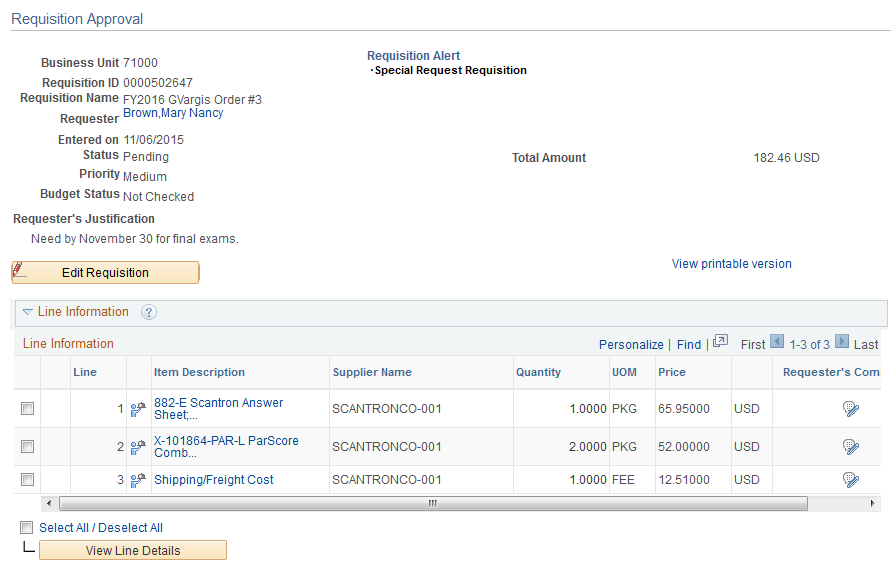 Requisition Approval
Business Unit 71000
Requisition ID 0000502647
Requisition Name FY2016 GVargis Order #3
Requester Brown,Mary Nancy
Entered on 11/06/2015
Status Pending
Priority Medium
Budget Status Not Checked
Requisition Alert
·Special Request Requisition
Total Amount 182.46 USD
Requester's Justification
Need by November 30 for final exams.
Edit Requisition
View printable version
Line Information ?
Line Information Personalize | Find | First 1-3 of 3 Last
Line Item Description Supplier Name Quantity UOM Price Requester's Com
1 882-E Scantron Answer Sheet;... SCANTRONCO-001 1.0000 PKG 65.95000 USD
2 X-101864-PAR-L ParScore Comb... SCANTRONCO-001 2.0000 PKG 52.00000 USD
3 Shipping/Freight Cost SCANTRONCO-001 1.0000 FEE 12.51000 USD
Select All / Deselect All
View Line Details